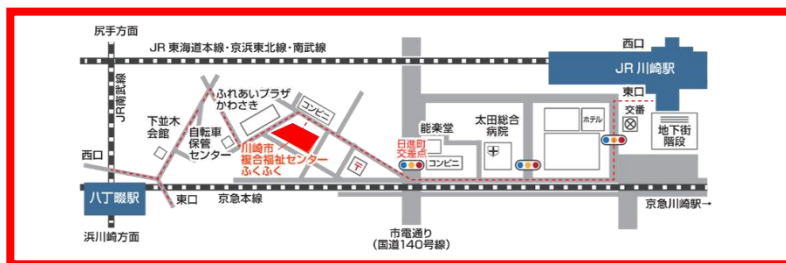 尻手方面
JR東海道本線・京浜東北線・南武線
西口
JR川崎駅
JR南武線
ふれあいプラザ
かわさき
コンビニ
東口
下並木
会館
自転車
保管
センター
能楽堂
太田総合
病院
ホテル
交番
地下街
階段
川崎市
複合福祉センター
ふくふく
日進町
交差点
コンビニ
〒
西口
八丁畷駅
東口
京急本線
京急川崎駅→
浜川崎方面
市電通り
(国道140号線)